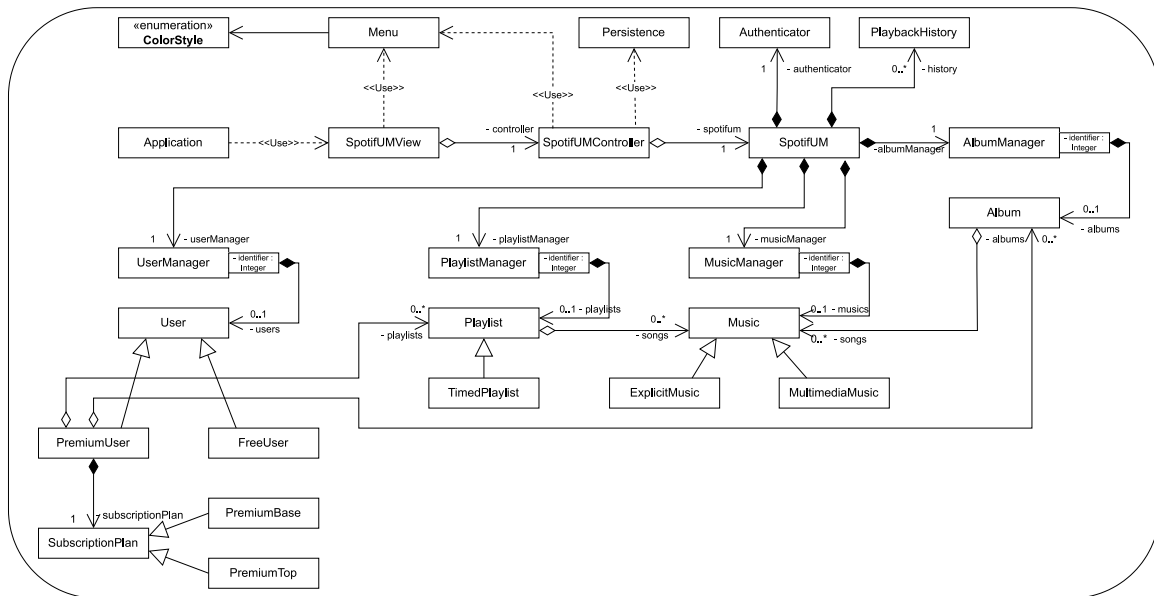 «enumeration»
ColorStyle
Menu
Persistence
Authenticator
PlaybackHistory
1
- authenticator
0..*
- history
<<Use>>
<<Use>>
<<Use>>
Application
<<Use>>
SpotifUMView
- controller
1
SpotifUMController
- spotifum
1
SpotifUM
1
-albumManager
AlbumManager
- identifier :
Integer
Album
0..1
- albums
- albums
0..*
1
- userManager
1
- playlistManager
1
- musicManager
UserManager
- identifier :
Integer
PlaylistManager
- identifier :
Integer
MusicManager
- identifier :
Integer
User
0..1
- users
0..*
- playlists
Playlist
0..1
- playlists
0..*
- songs
Music
0..1
- musics
0..*
- songs
TimedPlaylist
ExplicitMusic
MultimediaMusic
PremiumUser
FreeUser
1
- subscriptionPlan
SubscriptionPlan
PremiumBase
PremiumTop